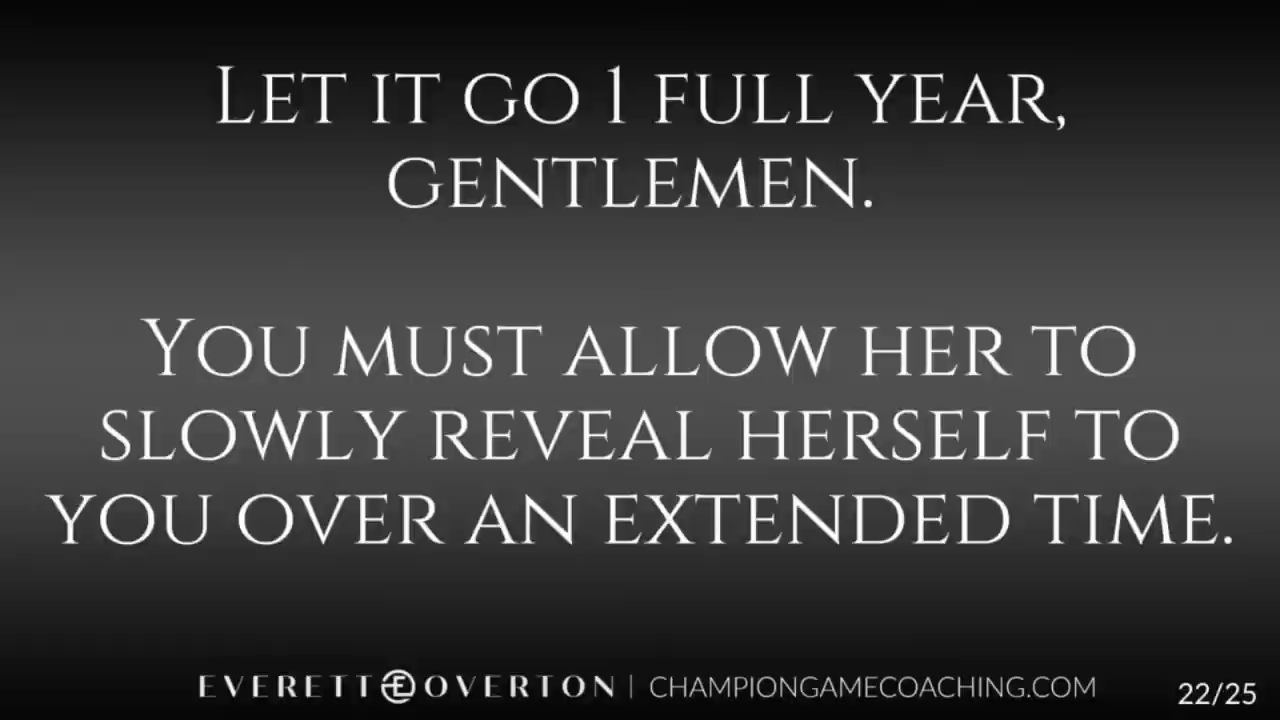 Let it go 1 full year,
gentlemen.
You must allow her to
slowly reveal herself to
you over an extended time.
EVERETT OVERTON | CHAMPIONGAMECOACHING.COM
22/25